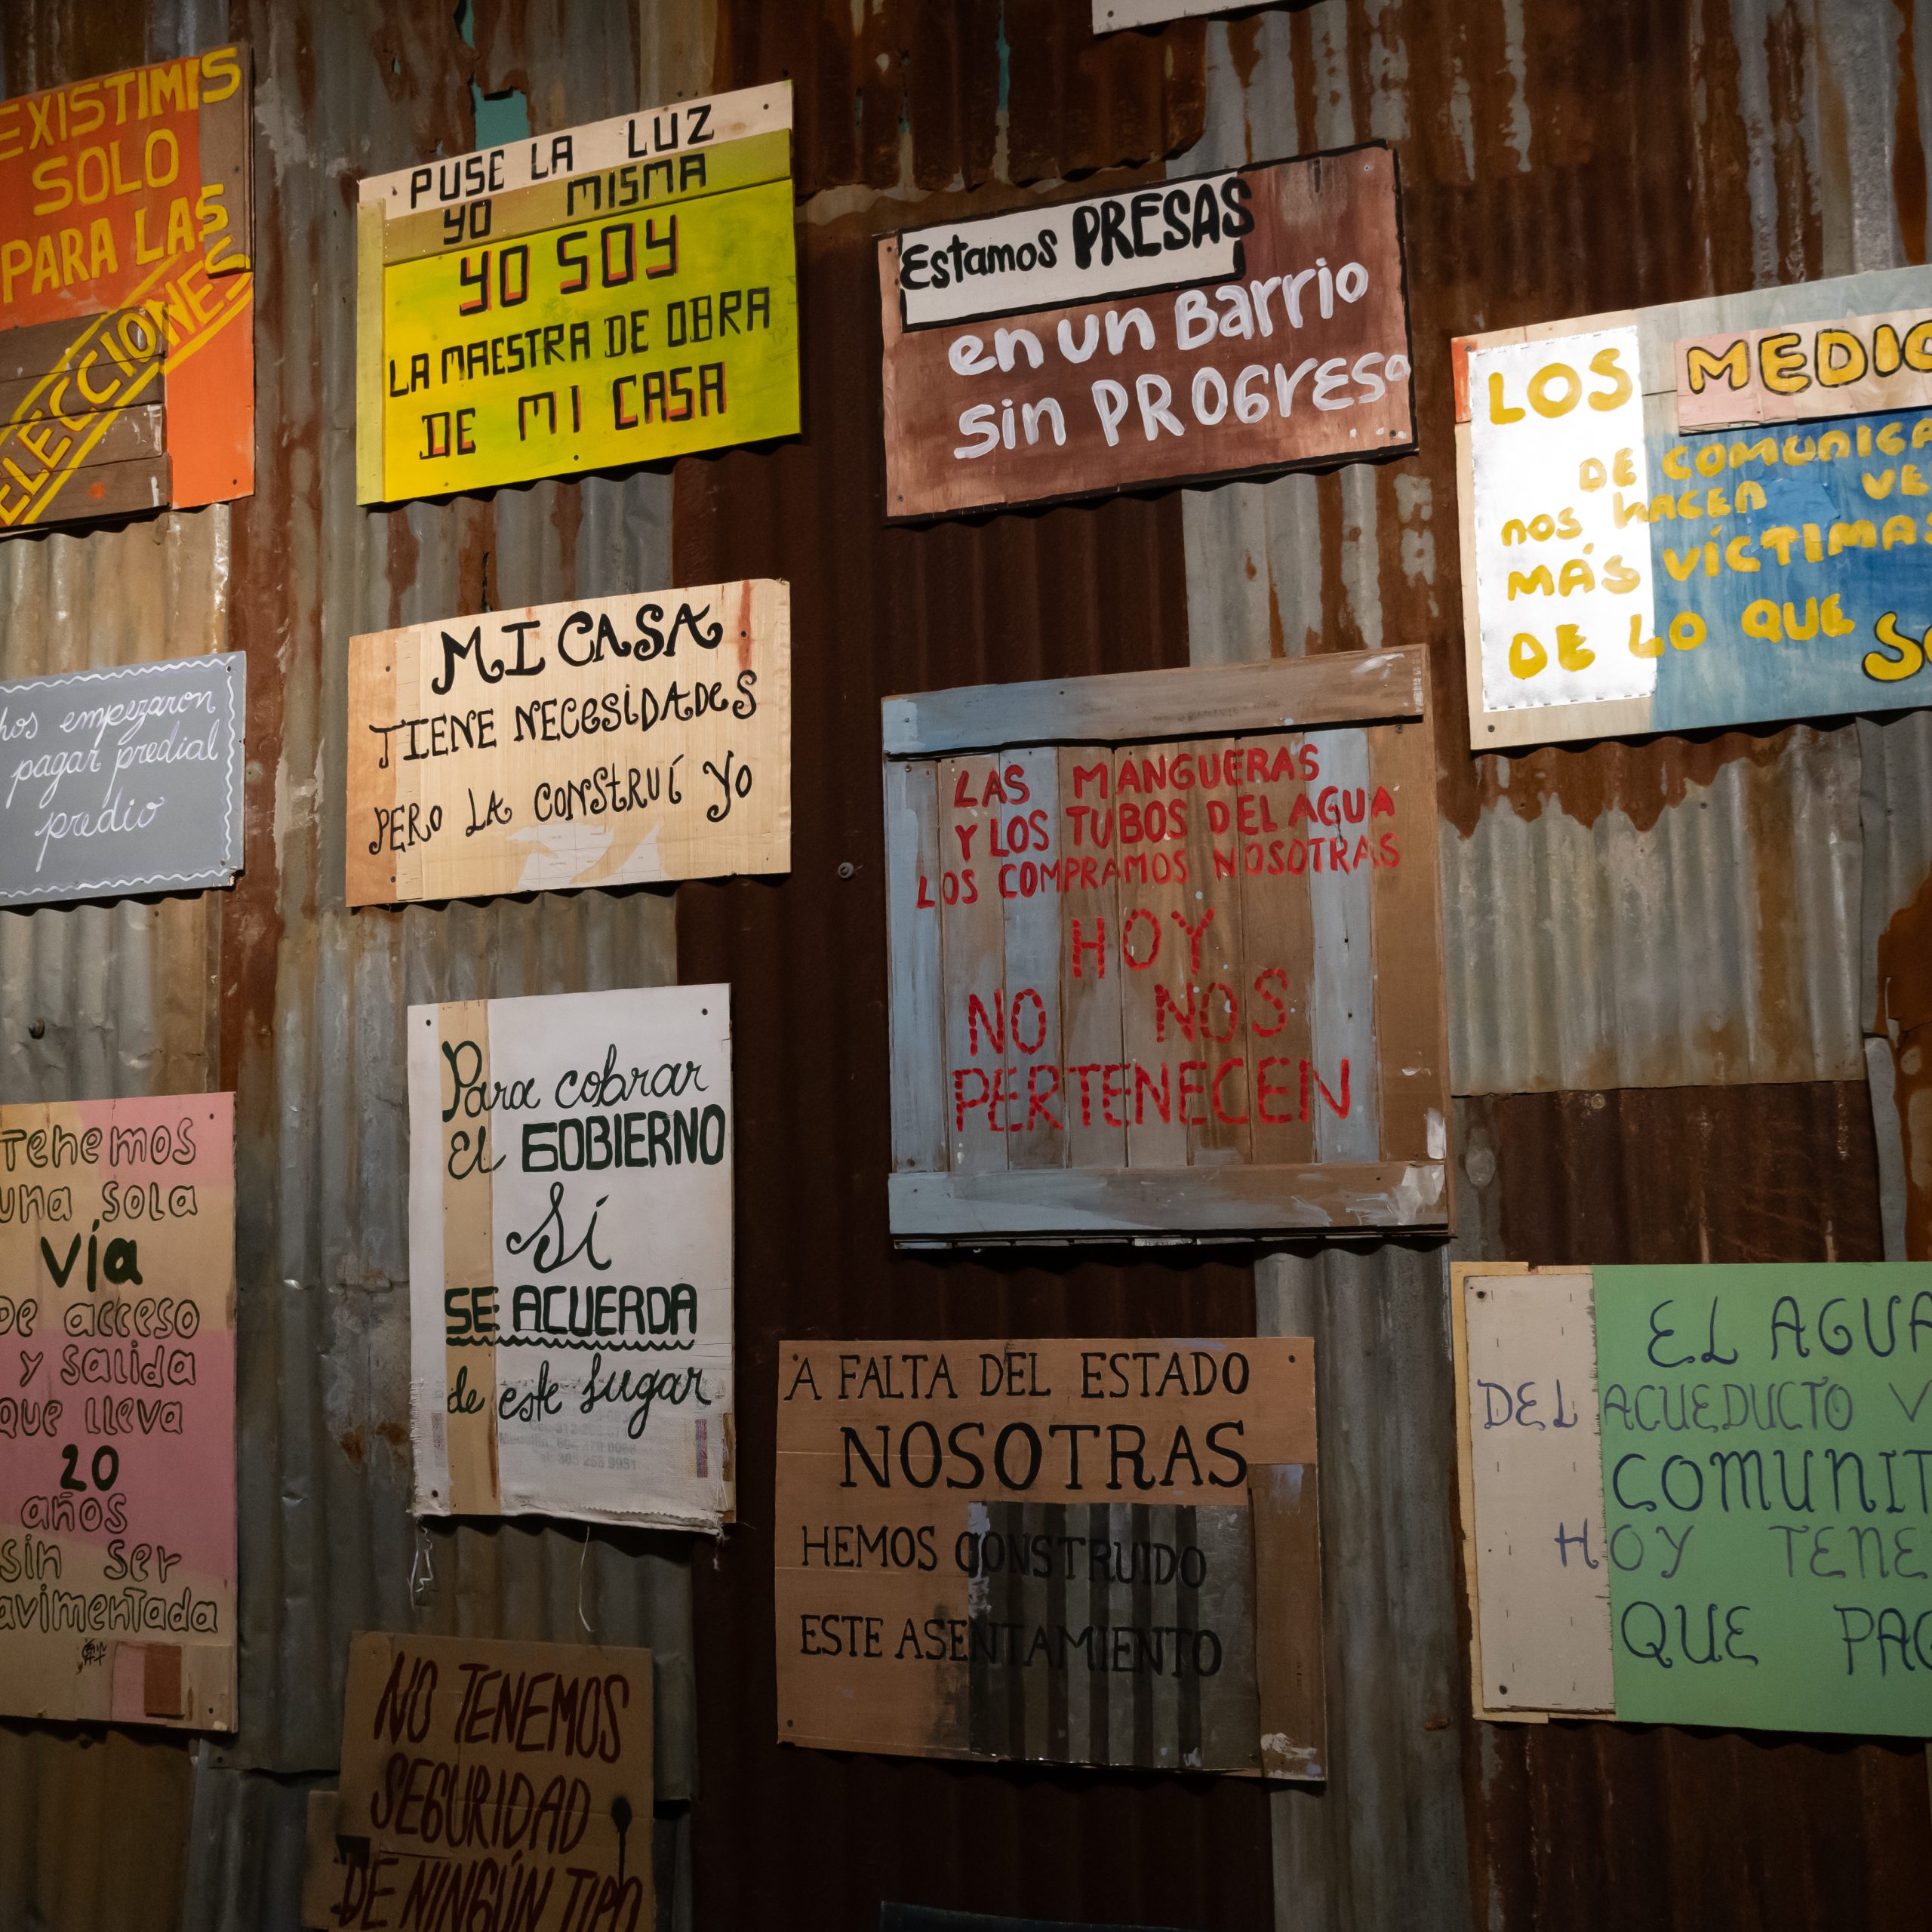 EXISTIMIS
SOLO
PARA LAS
ELECCIONES
PUSE LA LUZ
YO MISMA
YO SOY
LA MAESTRA DE OBRA
DE MI CASA
Estamos PRESAS
en un Barrio
sin PROGreso
...
LOS MEDIO
DE COMUNICA
nos hacen VE
MÁS VÍCTIMAS
DE LO QUE SO
hos empezaron
pagar predial
predio
MI CASA
TIENE NECESIDADES
PERO LA CONSTRUÍ YO
LAS MANGUERAS
Y LOS TUBOS DEL AGUA
LOS COMPRAMOS NOSOTRAS
HOY
NO NOS
PERTENECEN
Tenemos
una sola
vía
De acceso
y salida
que lleva
20
años
sin ser
avimentada
Para cobrar
El GOBIERNO
Sí
SE ACUERDA
de este lugar
A FALTA DEL ESTADO
NOSOTRAS
HEMOS CONSTRUIDO
ESTE ASENTAMIENTO
EL AGUA
DEL ACUEDUCTO V
COMUNIT
HOY TENE
QUE PAG
NO TENEMOS
SEGURIDAD
DE NINGÚN TIPO